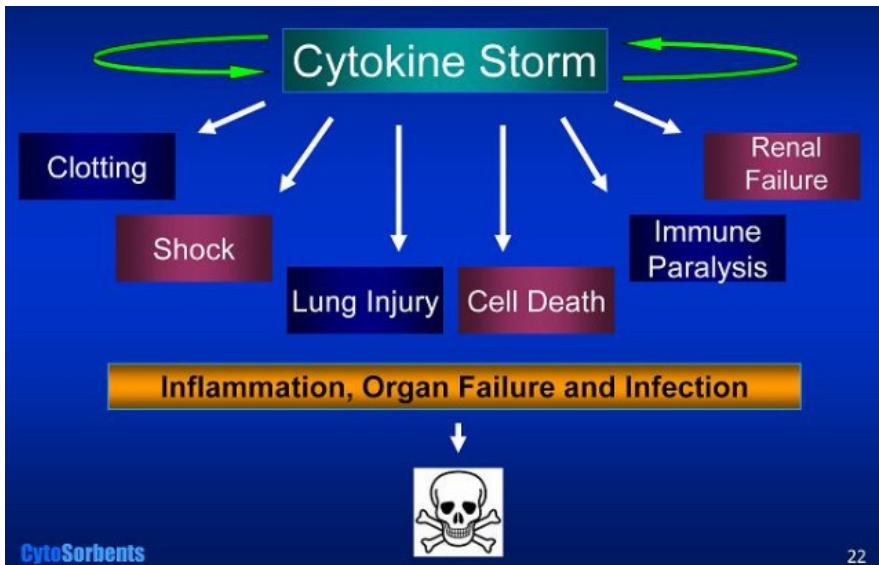 Cytokine Storm
Clotting
Renal
Failure
Shock
Immune
Paralysis
Lung Injury
Cell Death
Inflammation, Organ Failure and Infection
CytoSorbents
22